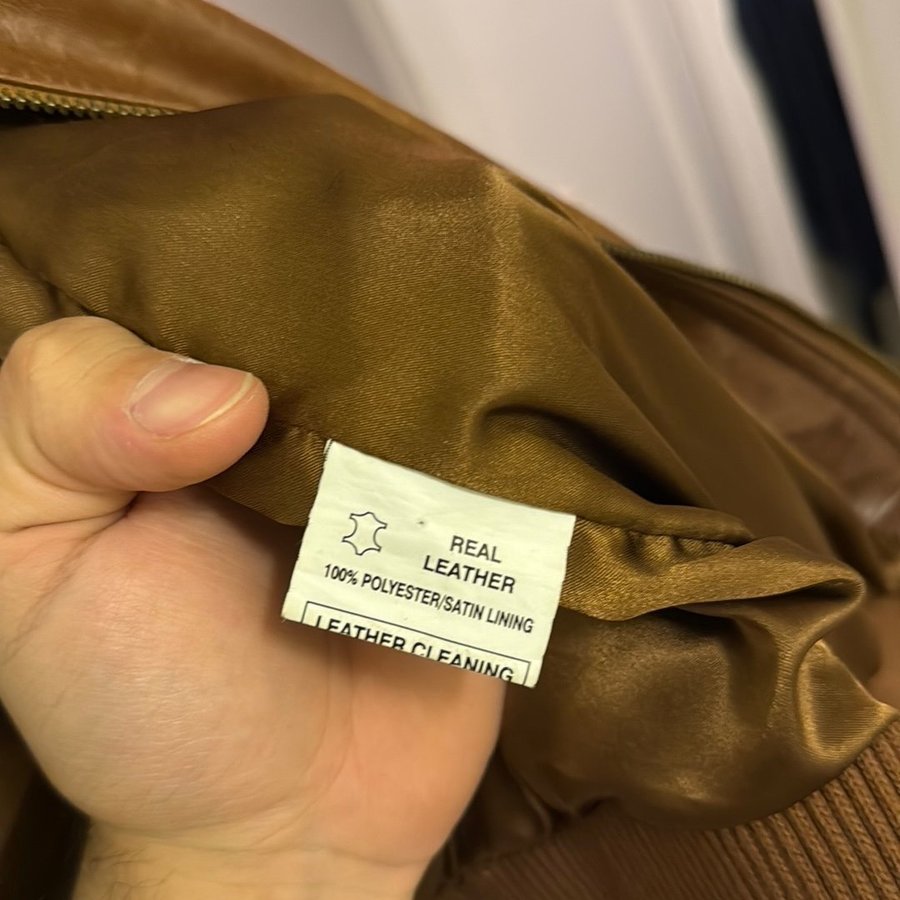 REAL
LEATHER
100% POLYESTER/SATIN LINING
LEATHER CLEANING